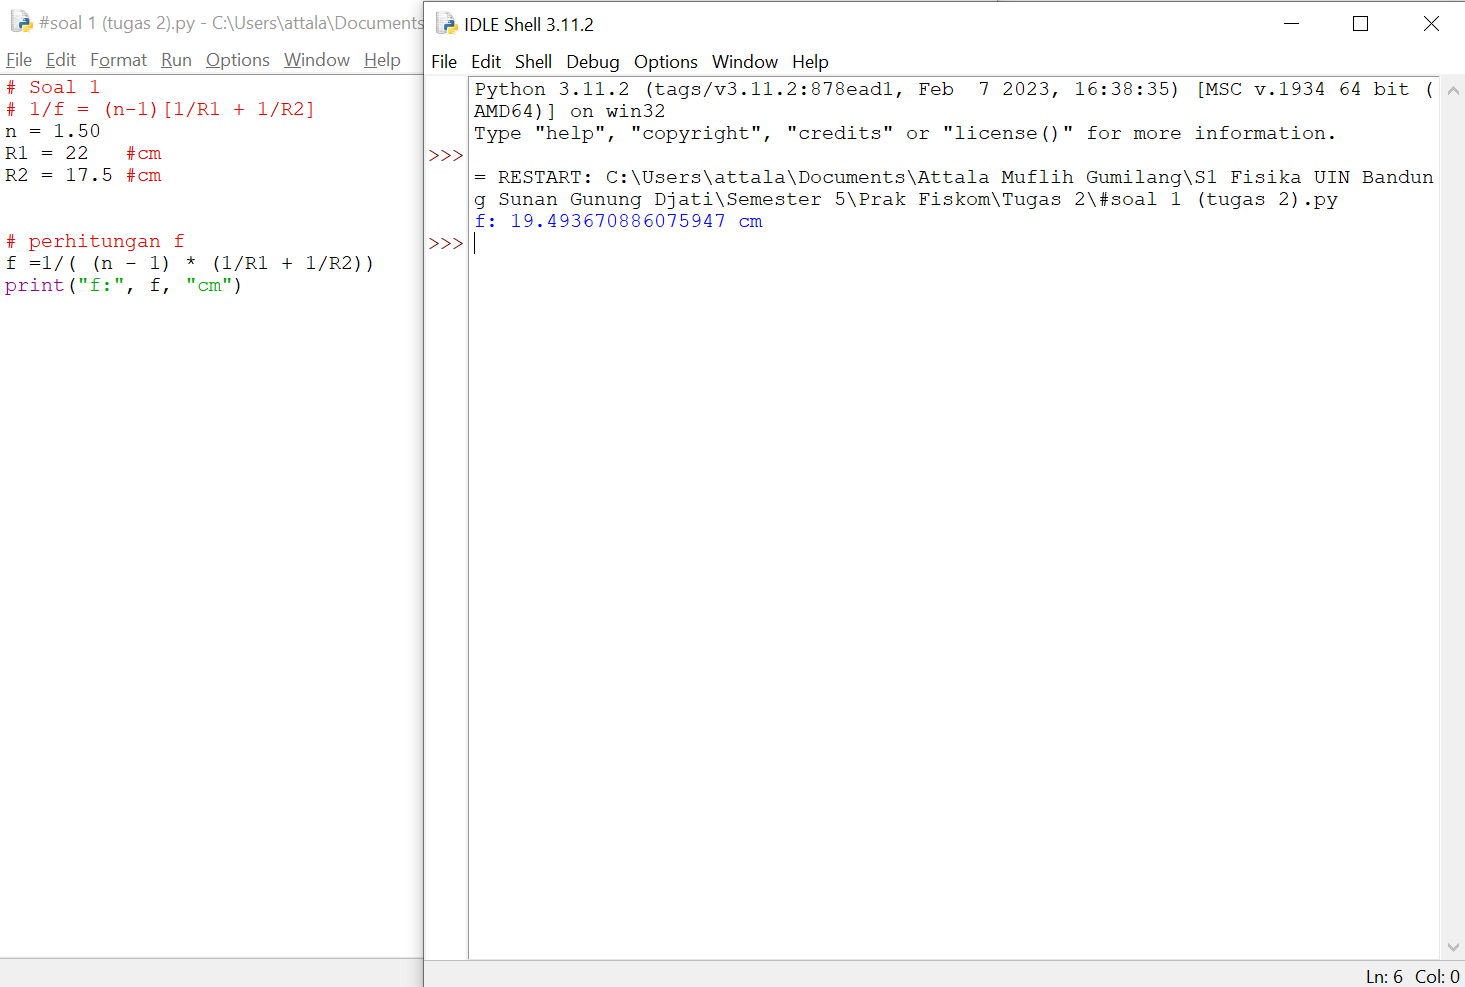 #soal 1 (tugas 2).py - C:\Users\attala\Documents
File Edit Format Run Options Window Help
# Soal 1
# 1/f = (n-1)[1/R1 + 1/R2]
n = 1.50
R1 = 22   #cm
R2 = 17.5 #cm
# perhitungan f
f =1/( (n - 1) * (1/R1 + 1/R2))
print("f:", f, "cm")
IDLE Shell 3.11.2
File Edit Shell Debug Options Window Help
Python 3.11.2 (tags/v3.11.2:878ead1, Feb  7 2023, 16:38:35) [MSC v.1934 64 bit (
AMD64)] on win32
Type "help", "copyright", "credits" or "license()" for more information.
>>>
= RESTART: C:\Users\attala\Documents\Attala Muflih Gumilang\S1 Fisika UIN Bandun
g Sunan Gunung Djati\Semester 5\Prak Fiskom\Tugas 2\#soal 1 (tugas 2).py
f: 19.493670886075947 cm
>>>
Ln: 6 Col: 0